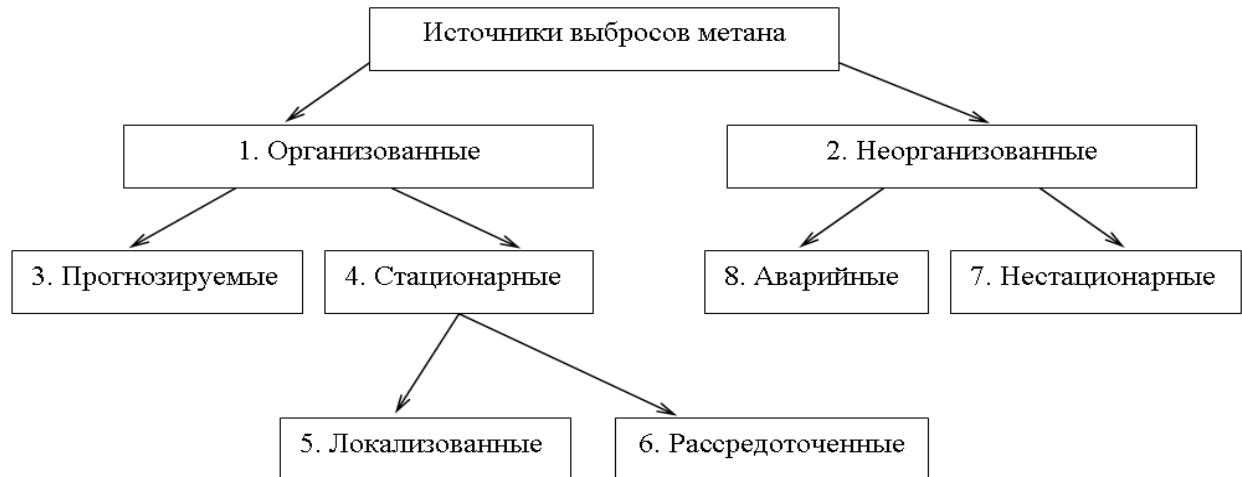 Источники выбросов метана
1. Организованные
2. Неорганизованные
3. Прогнозируемые
4. Стационарные
8. Аварийные
7. Нестационарные
5. Локализованные
6. Рассредоточенные